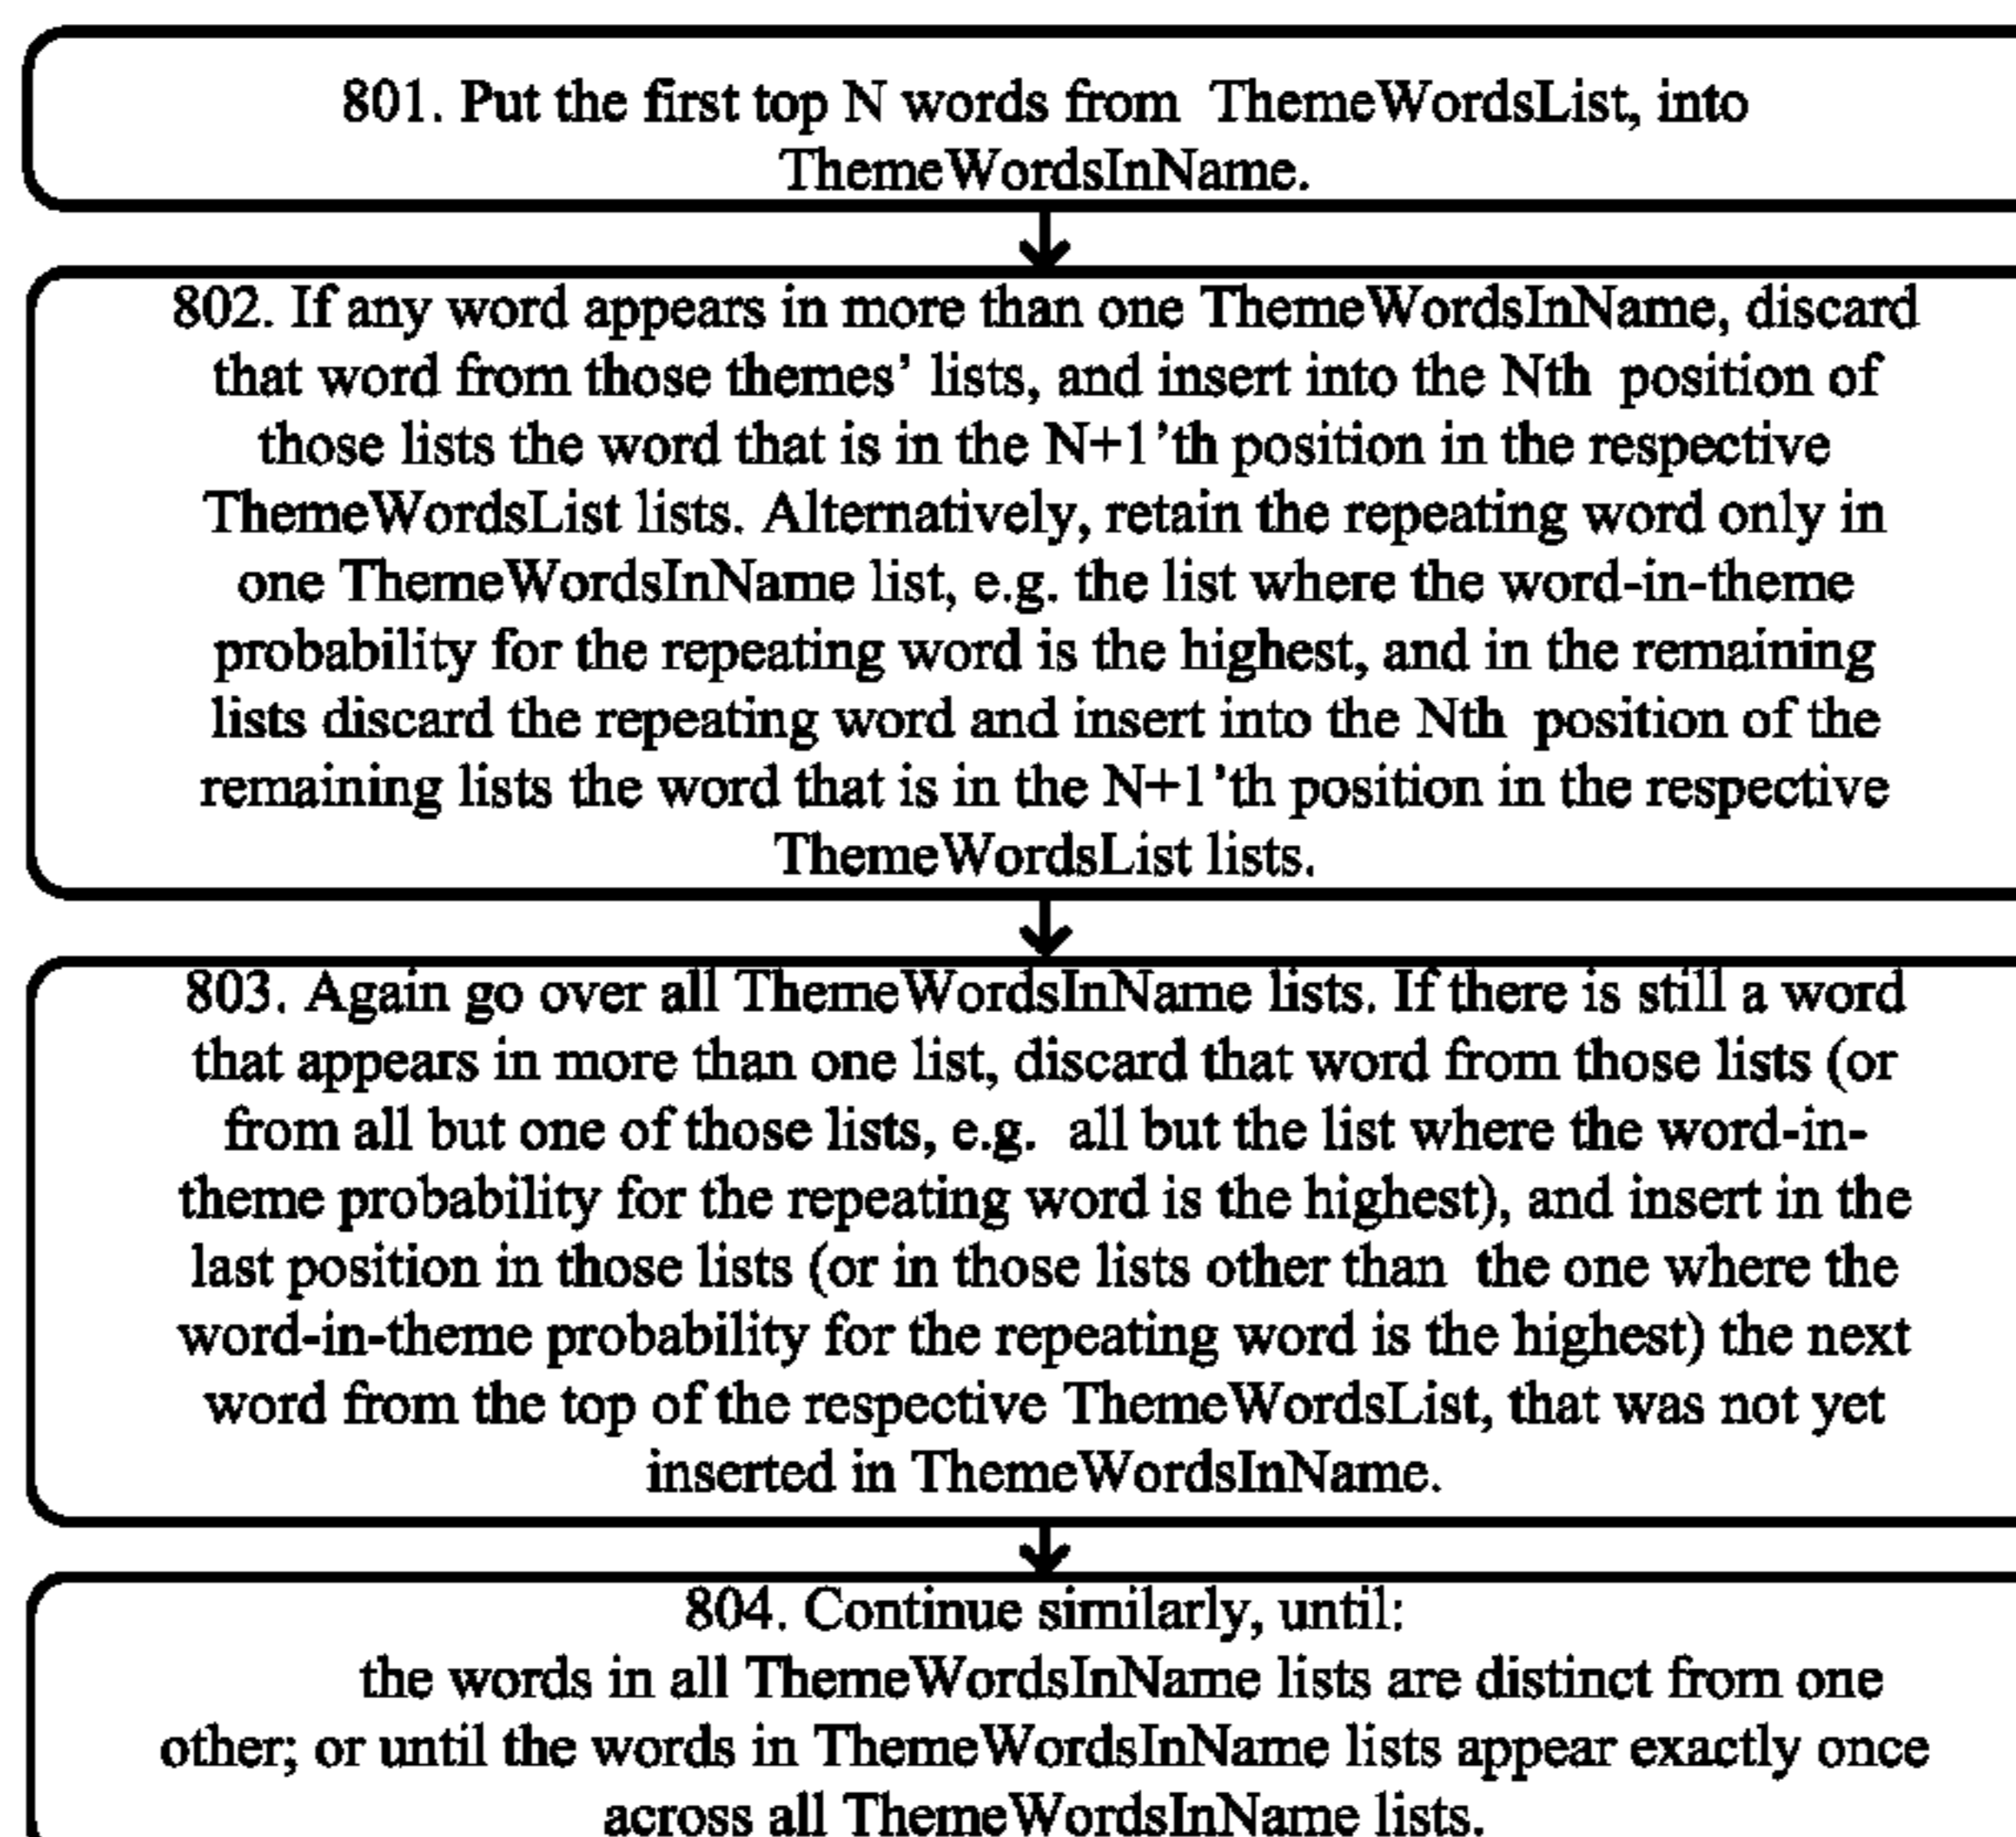 801. Put the first top N words from ThemeWordsList, into
ThemeWordsInName.
802. If any word appears in more than one ThemeWordsInName, discard
that word from those themes’ lists, and insert into the Nth position of
those lists the word that is in the N+1’th position in the respective
ThemeWordsList lists. Alternatively, retain the repeating word only in
one ThemeWordsInName list, e.g. the list where the word-in-theme
probability for the repeating word is the highest, and in the remaining
lists discard the repeating word and insert into the Nth position of the
remaining lists the word that is in the N+1’th position in the respective
ThemeWordsList lists.
803. Again go over all ThemeWordsInName lists. If there is still a word
that appears in more than one list, discard that word from those lists (or
from all but one of those lists, e.g. all but the list where the word-in-
theme probability for the repeating word is the highest), and insert in the
last position in those lists (or in those lists other than the one where the
word-in-theme probability for the repeating word is the highest) the next
word from the top of the respective ThemeWordsList, that was not yet
inserted in ThemeWordsInName.
804. Continue similarly, until:
the words in all ThemeWordsInName lists are distinct from one
other; or until the words in ThemeWordsInName lists appear exactly once
across all ThemeWordsInName lists.